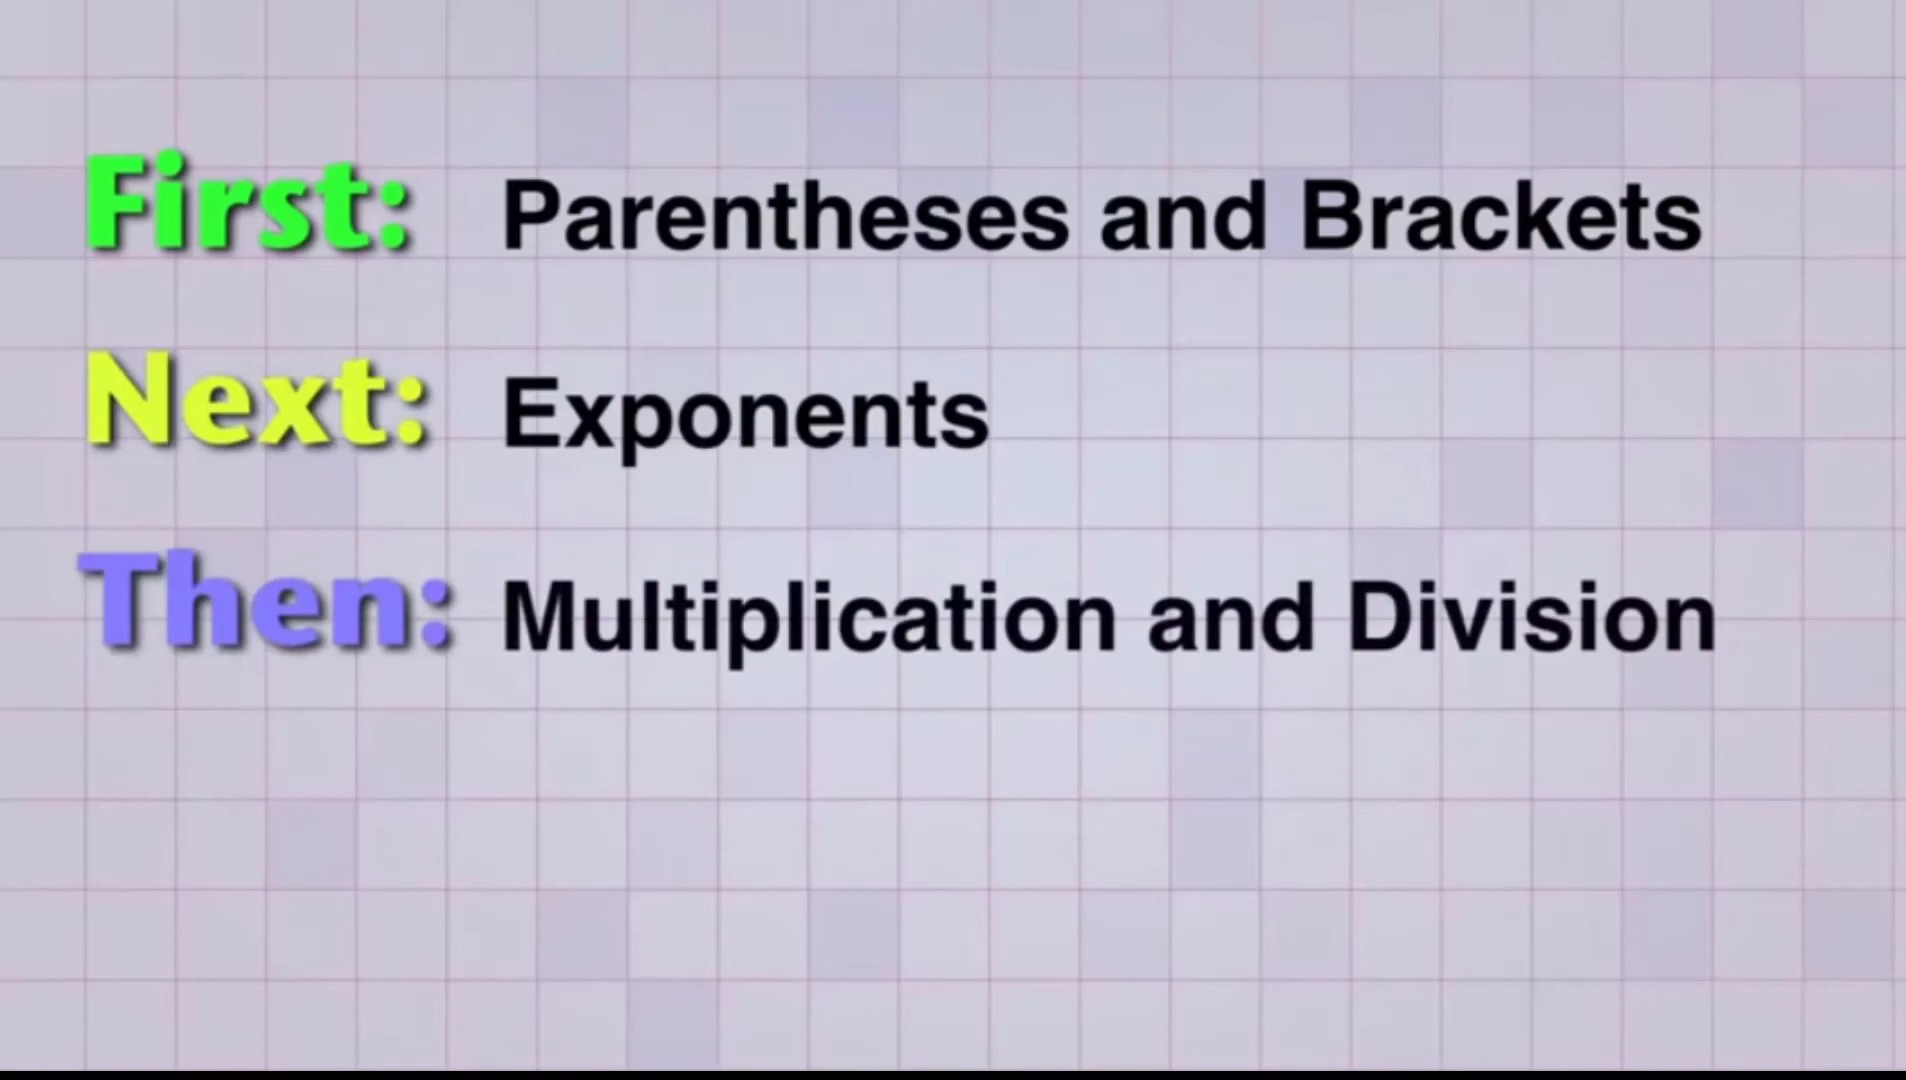 First: Parentheses and Brackets
Next: Exponents
Then: Multiplication and Division